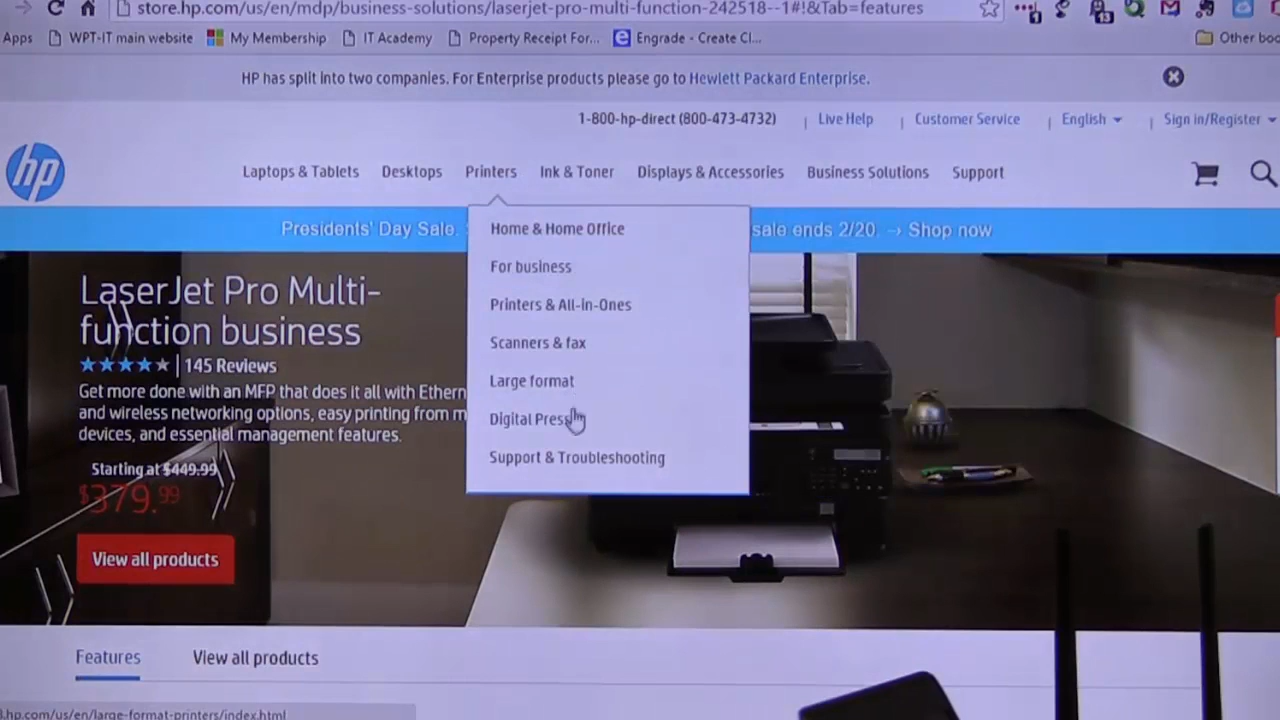 store.hp.com/us/en/mdp/business-solutions/laserjet-pro-multi-function-242518--1#!&Tab=features
Apps WPT-IT main website My Membership IT Academy Property Receipt For... Engrade - Create Cl... Other boo
HP has split into two companies. For Enterprise products please go to Hewlett Packard Enterprise.
1-800-hp-direct (800-473-4732) | Live Help | Customer Service | English | Sign in/Register
hp
Laptops & Tablets Desktops Printers Ink & Toner Displays & Accessories Business Solutions Support
Presidents' Day Sale. sale ends 2/20. → Shop now
Home & Home Office
For business
Printers & All-in-Ones
Scanners & fax
Large format
Digital Press
Support & Troubleshooting
LaserJet Pro Multi-
function business
145 Reviews
Get more done with an MFP that does it all with Ethern
and wireless networking options, easy printing from m
devices, and essential management features.
Starting at $449.99
$379.99
View all products
Features View all products
l.hp.com/us/en/large-format-printers/index.html